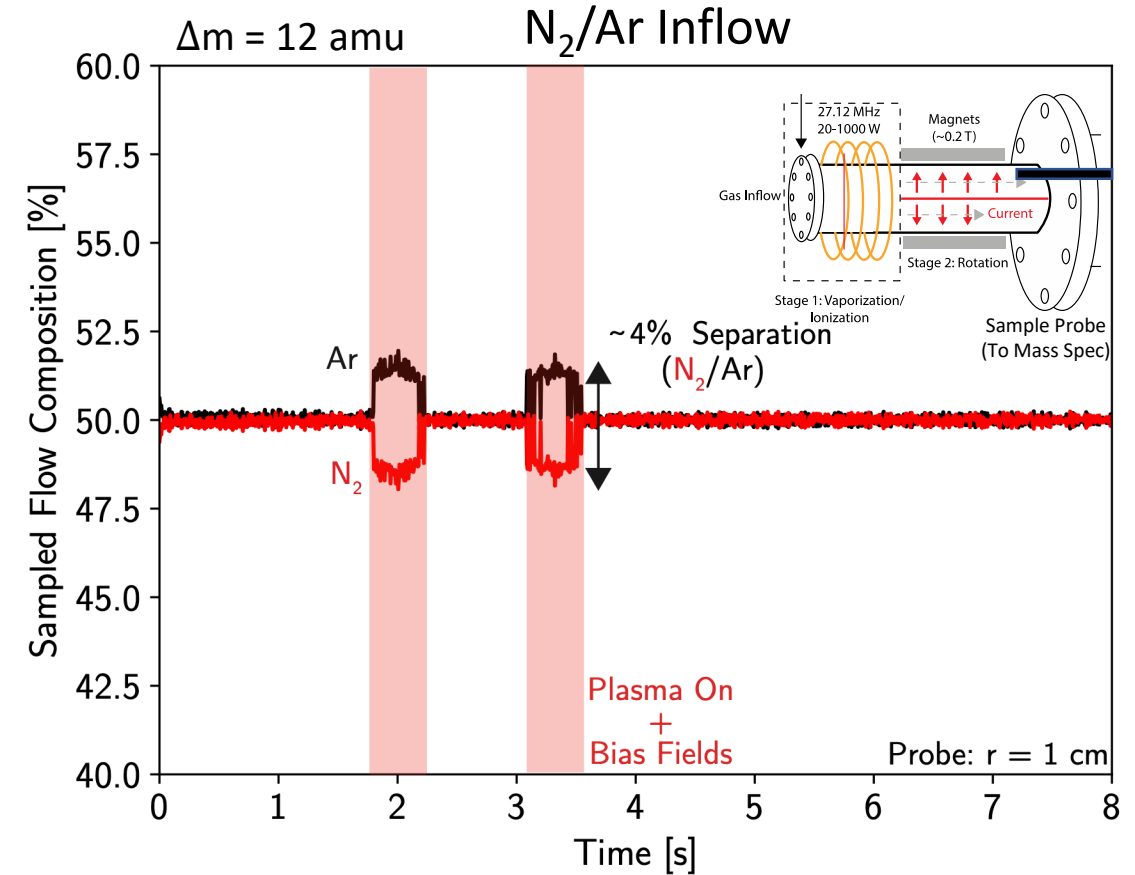 Δm = 12 amu
N₂/Ar Inflow
Sampled Flow Composition [%]
60.0
57.5
55.0
52.5
50.0
47.5
45.0
42.5
40.0
27.12 MHz
20-1000 W
Magnets
(~0.2 T)
Gas Inflow
Current
Stage 2: Rotation
Stage 1: Vaporization/
Ionization
Sample Probe
(To Mass Spec)
~4% Separation
(N₂/Ar)
Ar
N₂
Plasma On
+
Bias Fields
Probe: r = 1 cm
0 1 2 3 4 5 6 7 8
Time [s]